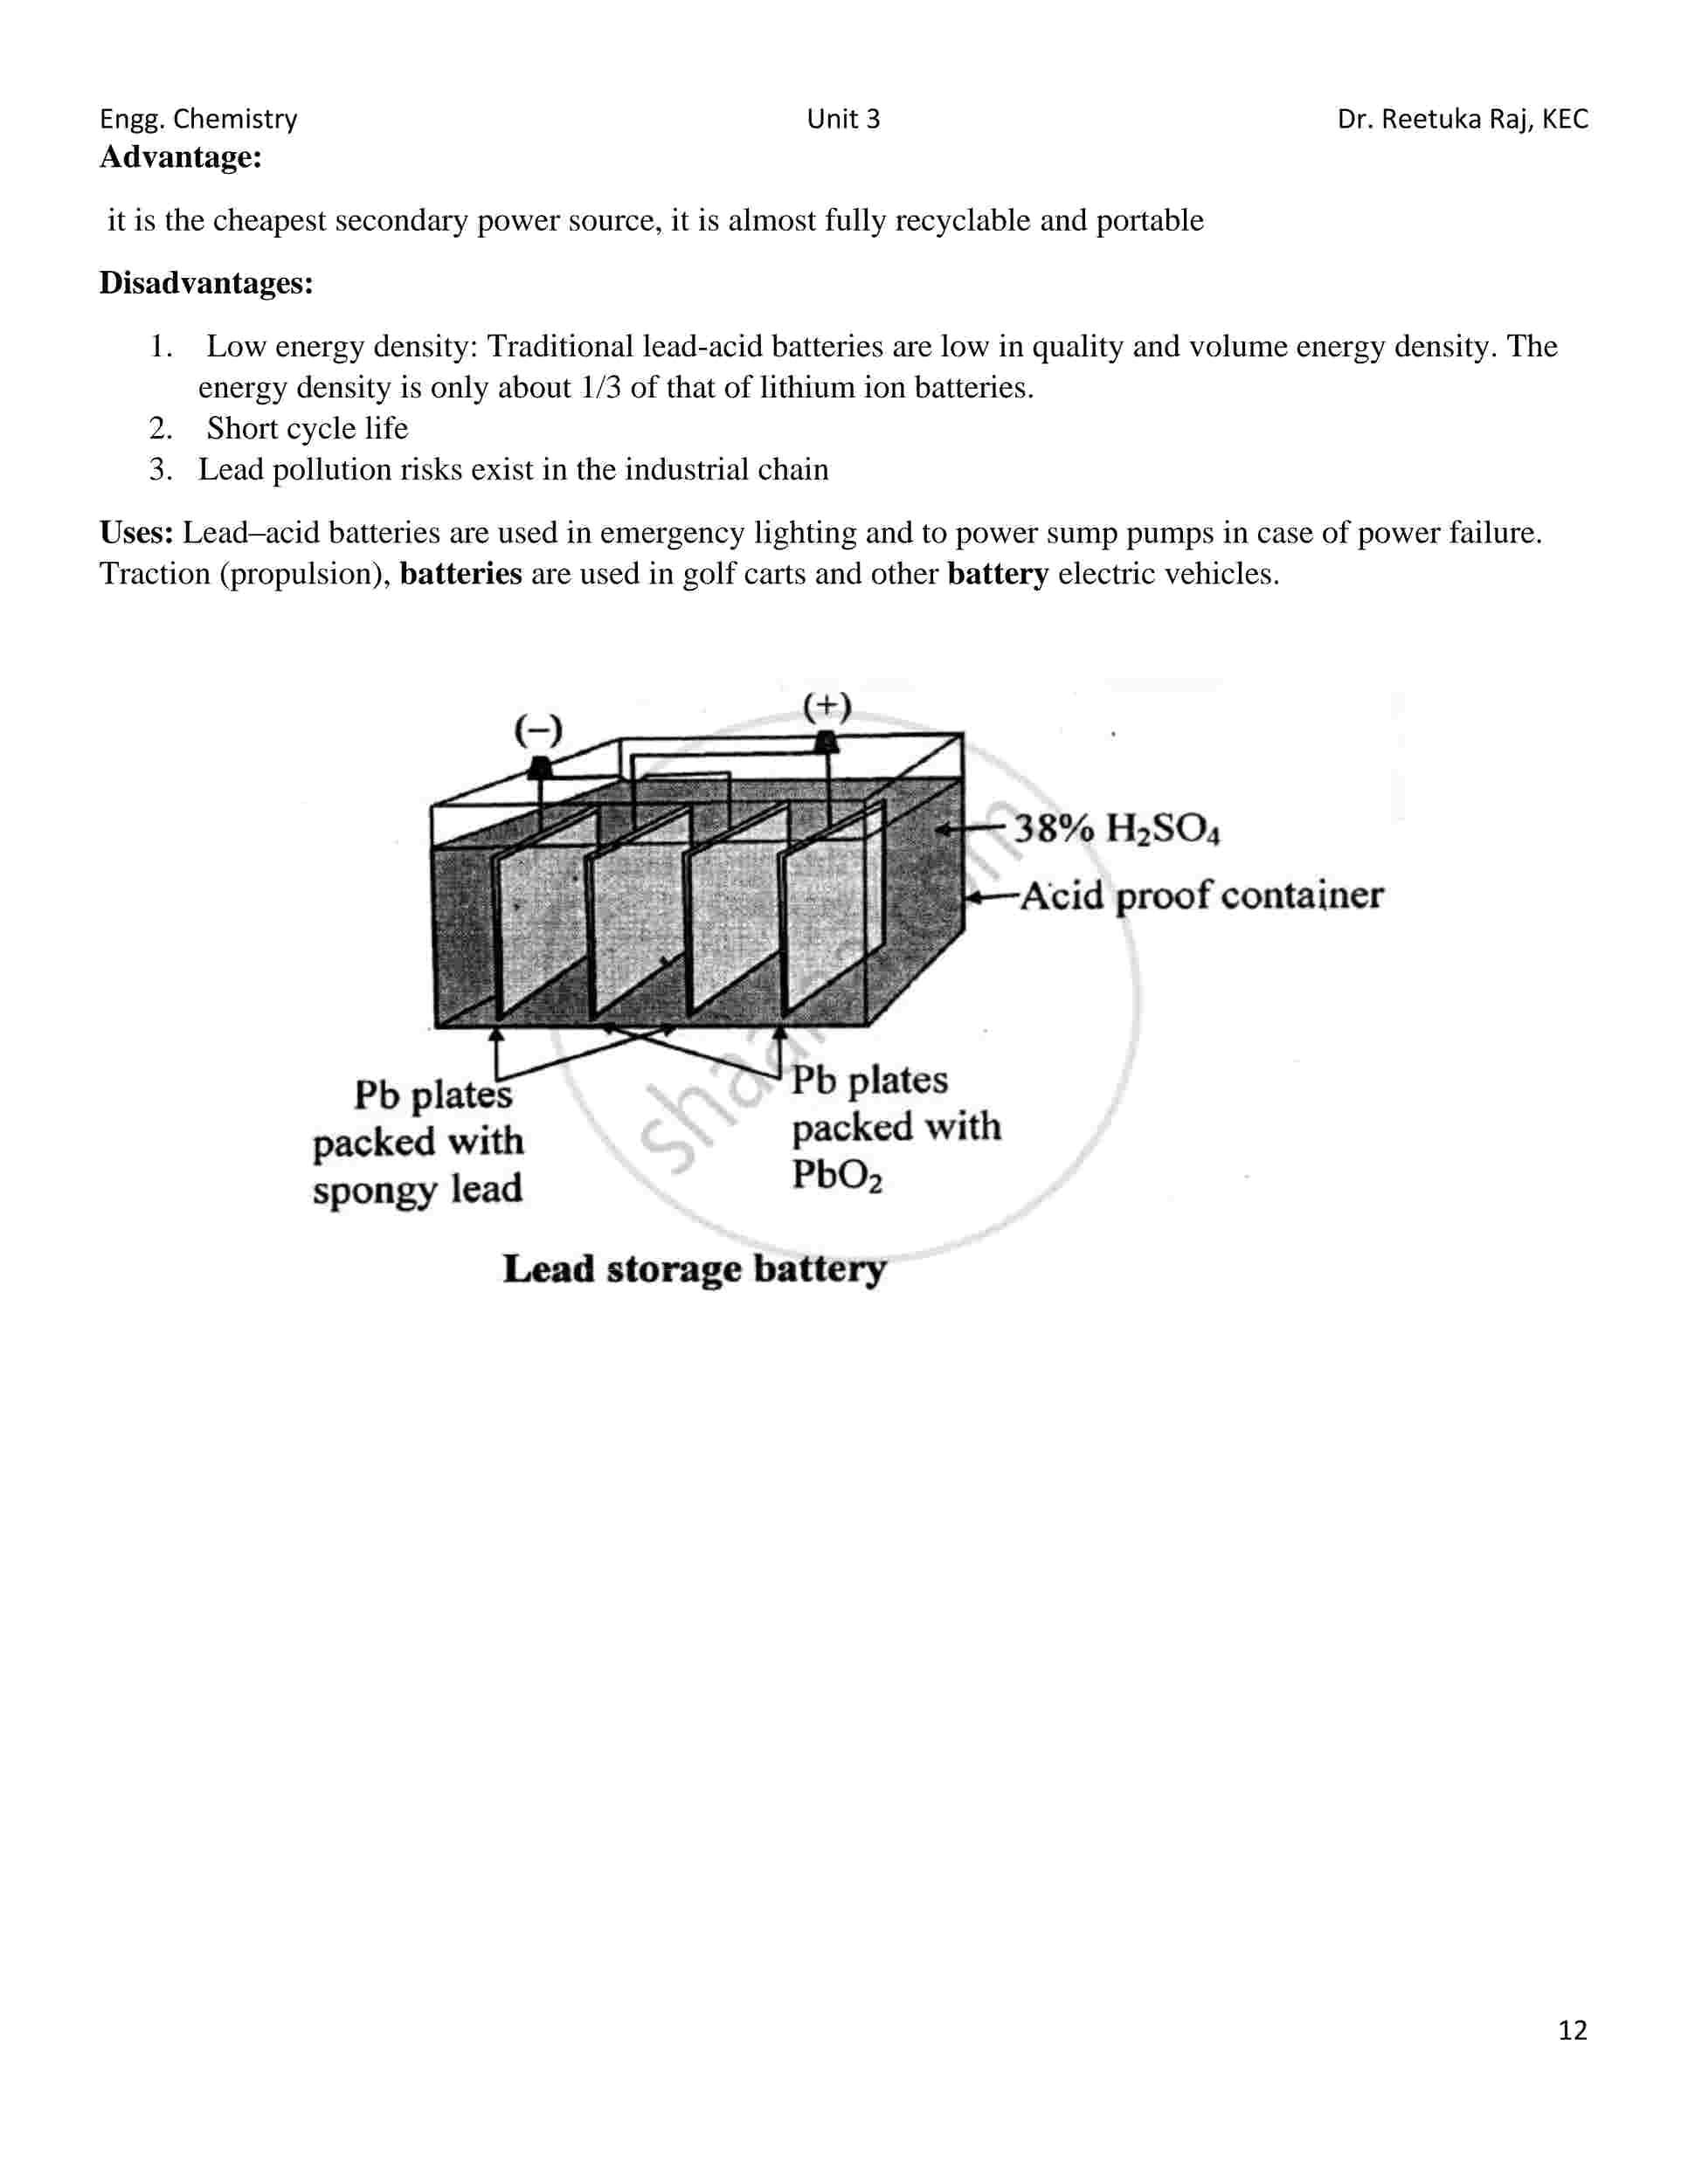 Engg. Chemistry Unit 3 Dr. Reetuka Raj, KEC
Advantage:
it is the cheapest secondary power source, it is almost fully recyclable and portable
Disadvantages:
1. Low energy density: Traditional lead-acid batteries are low in quality and volume energy density. The
energy density is only about 1/3 of that of lithium ion batteries.
2. Short cycle life
3. Lead pollution risks exist in the industrial chain
Uses: Lead–acid batteries are used in emergency lighting and to power sump pumps in case of power failure.
Traction (propulsion), batteries are used in golf carts and other battery electric vehicles.
(−) (+)
38% H₂SO₄
Acid proof container
Pb plates
packed with
spongy lead
Pb plates
packed with
PbO₂
Lead storage battery
12